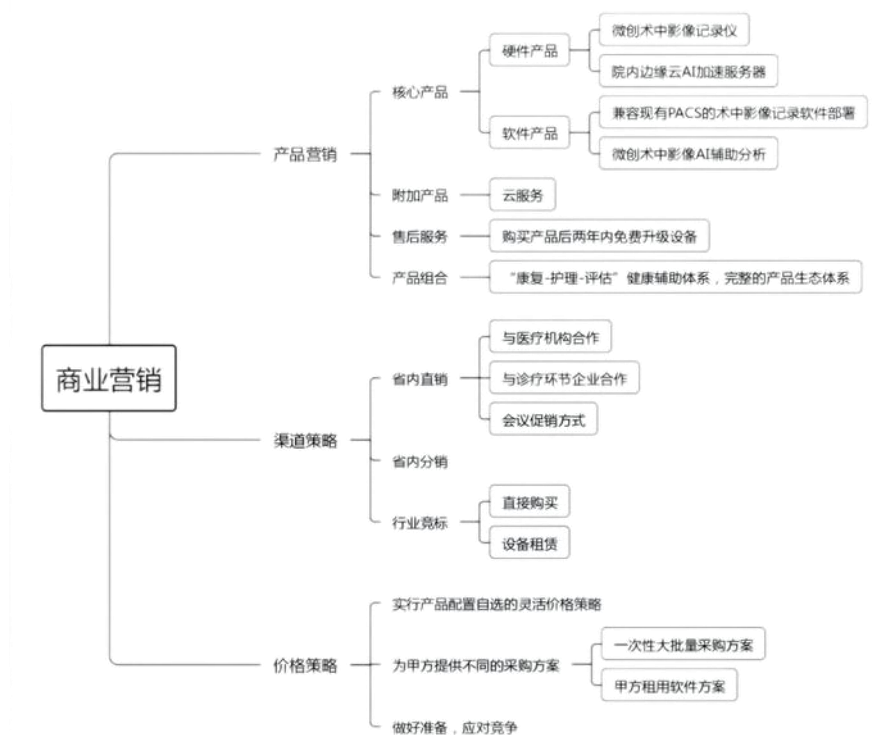 微创术中影像记录仪
硬件产品
院内边缘云AI加速服务器
核心产品
兼容现有PACS的术中影像记录软件部署
软件产品
微创术中影像AI辅助分析
产品营销
附加产品
云服务
售后服务
购买产品后两年内免费升级设备
产品组合
“康复-护理-评估”健康辅助体系，完整的产品生态体系
商业营销
与医疗机构合作
省内直销
与诊疗环节企业合作
会议促销方式
渠道策略
省内分销
直接购买
行业竟标
设备租赁
实行产品配置自选的灵活价格策略
一次性大批量采购方案
价格策略
为甲方提供不同的采购方案
甲方租用软件方案
做好准备，应对竞争